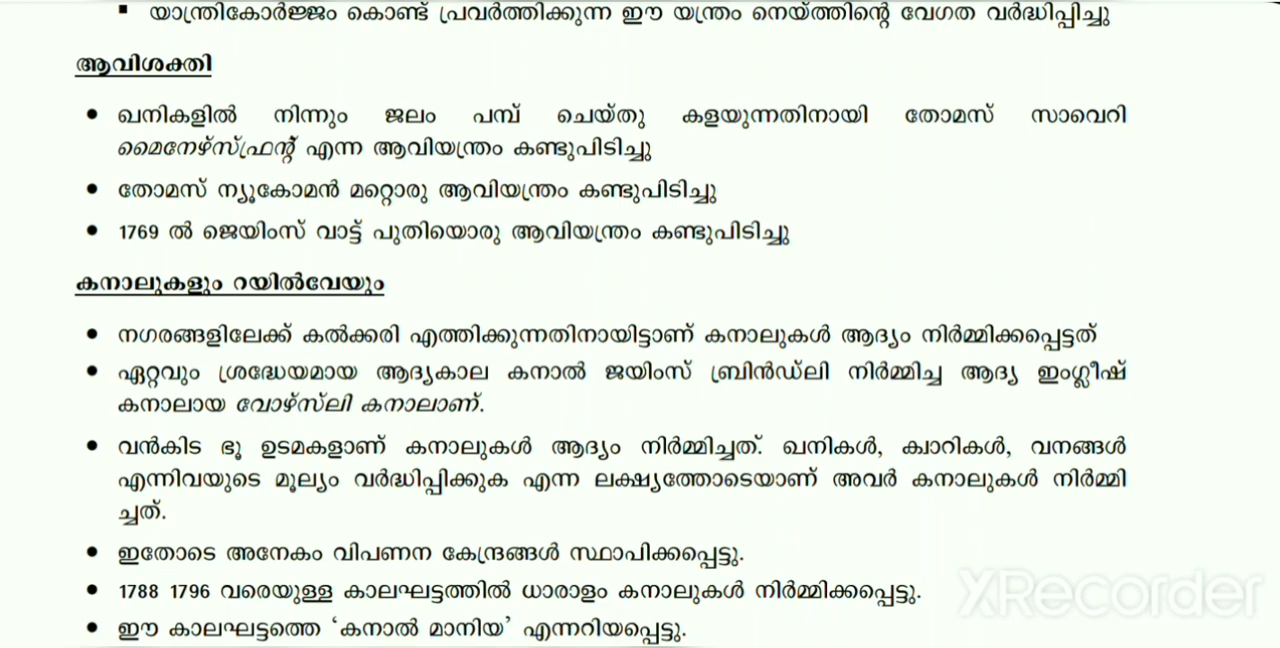 ▪ യാന്ത്രികോർജ്ജം കൊണ്ട് പ്രവർത്തിക്കുന്ന ഈ യന്ത്രം നെയ്ത്തിന്റെ വേഗത വർദ്ധിപ്പിച്ചു
ആവിശക്തി
• ഖനികളിൽ നിന്നും ജലം പമ്പ് ചെയ്തു കളയുന്നതിനായി തോമസ് സാവെറി
മൈനേഴ്സ്ഫ്രന്റ് എന്ന ആവിയന്ത്രം കണ്ടുപിടിച്ചു
• തോമസ് ന്യൂകോമൻ മറ്റൊരു ആവിയന്ത്രം കണ്ടുപിടിച്ചു
• 1769 ൽ ജെയിംസ് വാട്ട് പുതിയൊരു ആവിയന്ത്രം കണ്ടുപിടിച്ചു
കനാലുകളും റയിൽവേയും
• നഗരങ്ങളിലേക്ക് കൽക്കരി എത്തിക്കുന്നതിനായിട്ടാണ് കനാലുകൾ ആദ്യം നിർമ്മിക്കപ്പെട്ടത്
• ഏറ്റവും ശ്രദ്ധേയമായ ആദ്യകാല കനാൽ ജയിംസ് ബ്രിൻഡ്ലി നിർമ്മിച്ച ആദ്യ ഇംഗ്ലീഷ്
കനാലായ വോഴ്സ്ലി കനാലാണ്.
• വൻകിട ഭൂ ഉടമകളാണ് കനാലുകൾ ആദ്യം നിർമ്മിച്ചത്. ഖനികൾ, ക്വാറികൾ, വനങ്ങൾ
എന്നിവയുടെ മൂല്യം വർദ്ധിപ്പിക്കുക എന്ന ലക്ഷ്യത്തോടെയാണ് അവർ കനാലുകൾ നിർമ്മി
ച്ചത്.
• ഇതോടെ അനേകം വിപണന കേന്ദ്രങ്ങൾ സ്ഥാപിക്കപ്പെട്ടു.
• 1788 1796 വരെയുള്ള കാലഘട്ടത്തിൽ ധാരാളം കനാലുകൾ നിർമ്മിക്കപ്പെട്ടു.
• ഈ കാലഘട്ടത്തെ ‘കനാൽ മാനിയ’ എന്നറിയപ്പെട്ടു.
XRecorder